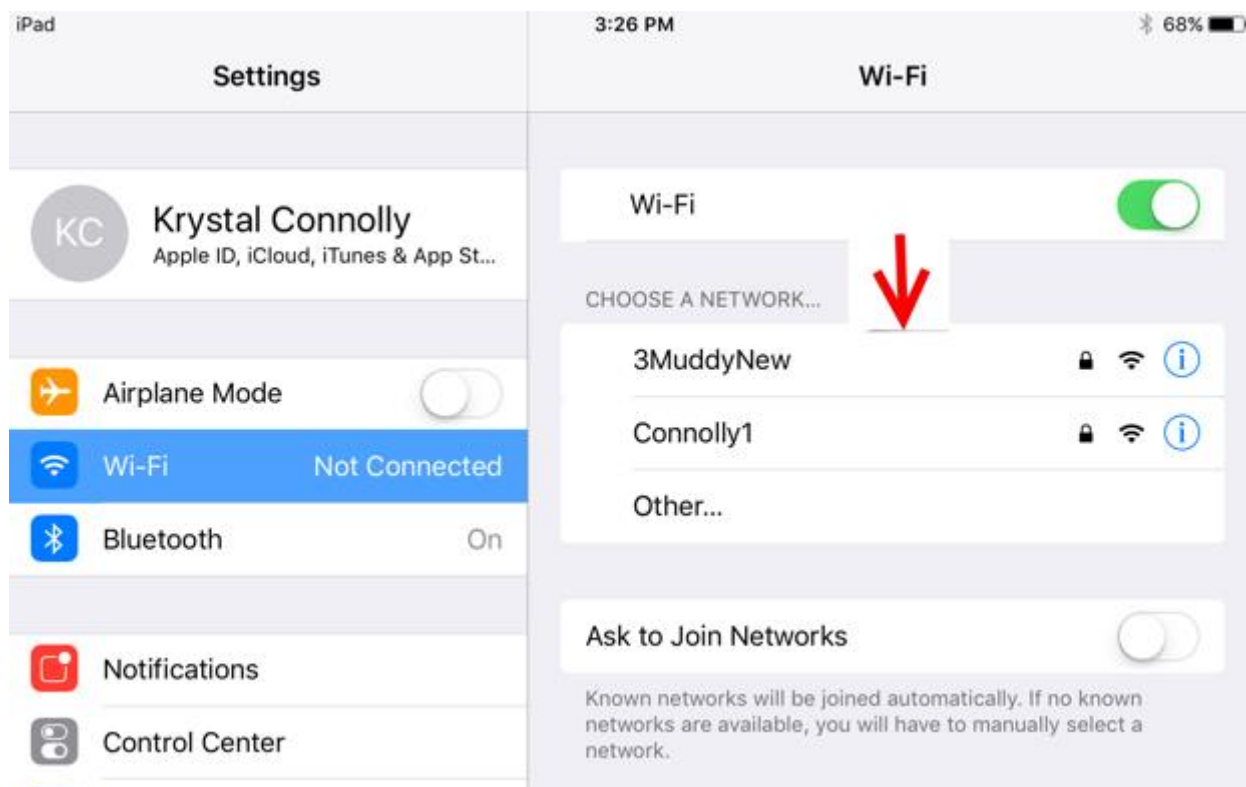 iPad
3:26 PM
68%
Settings
Wi-Fi
KC
Krystal Connolly
Apple ID, iCloud, iTunes & App St...
Airplane Mode
Wi-Fi Not Connected
Bluetooth On
Notifications
Control Center
Wi-Fi
CHOOSE A NETWORK...
3MuddyNew
Connolly1
Other...
Ask to Join Networks
Known networks will be joined automatically. If no known
networks are available, you will have to manually select a
network.